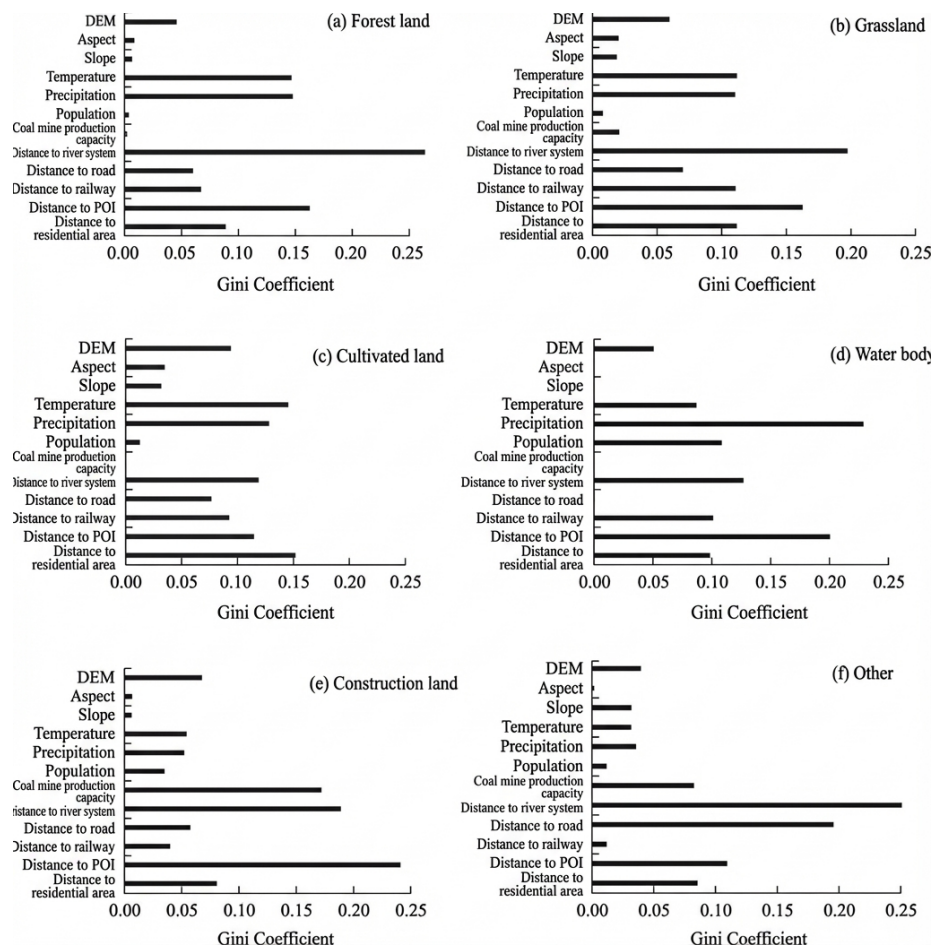 (a) Forest land
DEM
Aspect
Slope
Temperature
Precipitation
Population
Coal mine production
capacity
Distance to river system
Distance to road
Distance to railway
Distance to POI
Distance to
residential area
0.00 0.05 0.10 0.15 0.20 0.25
Gini Coefficient
(b) Grassland
DEM
Aspect
Slope
Temperature
Precipitation
Population
Coal mine production
capacity
Distance to river system
Distance to road
Distance to railway
Distance to POI
Distance to
residential area
0.00 0.05 0.10 0.15 0.20 0.25
Gini Coefficient
(c) Cultivated land
DEM
Aspect
Slope
Temperature
Precipitation
Population
Coal mine production
capacity
Distance to river system
Distance to road
Distance to railway
Distance to POI
Distance to
residential area
0.00 0.05 0.10 0.15 0.20 0.25
Gini Coefficient
(d) Water body
DEM
Aspect
Slope
Temperature
Precipitation
Population
Coal mine production
capacity
Distance to river system
Distance to road
Distance to railway
Distance to POI
Distance to
residential area
0.00 0.05 0.10 0.15 0.20 0.25
Gini Coefficient
(e) Construction land
DEM
Aspect
Slope
Temperature
Precipitation
Population
Coal mine production
capacity
Distance to river system
Distance to road
Distance to railway
Distance to POI
Distance to
residential area
0.00 0.05 0.10 0.15 0.20 0.25
Gini Coefficient
(f) Other
DEM
Aspect
Slope
Temperature
Precipitation
Population
Coal mine production
capacity
Distance to river system
Distance to road
Distance to railway
Distance to POI
Distance to
residential area
0.00 0.05 0.10 0.15 0.20 0.25
Gini Coefficient